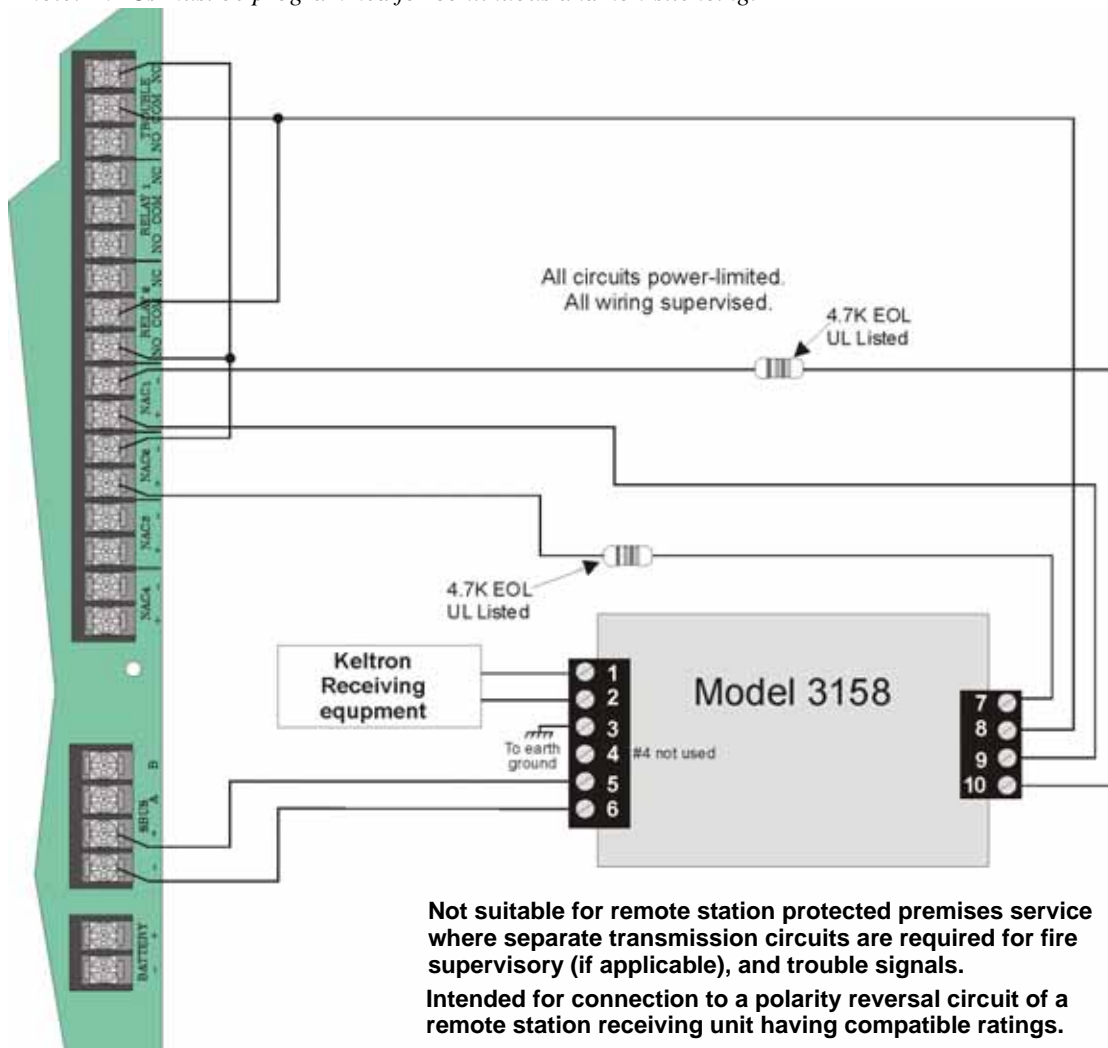 TROUBLE
NC
COM
NO
RELAY 1
NC
COM
NO
RELAY 2
NC
COM
NO
NAC1
-
+
NAC2
-
+
NAC3
-
+
NAC4
-
+
All circuits power-limited.
All wiring supervised.
4.7K EOL
UL Listed
4.7K EOL
UL Listed
Keltron
Receiving
equpment
To earth
ground
1
2
3
4
5
6
#4 not used
Model 3158
7
8
9
10
SBUS
B
A
+
-
BATTERY
+
-
Not suitable for remote station protected premises service
where separate transmission circuits are required for fire
supervisory (if applicable), and trouble signals.
Intended for connection to a polarity reversal circuit of a
remote station receiving unit having compatible ratings.